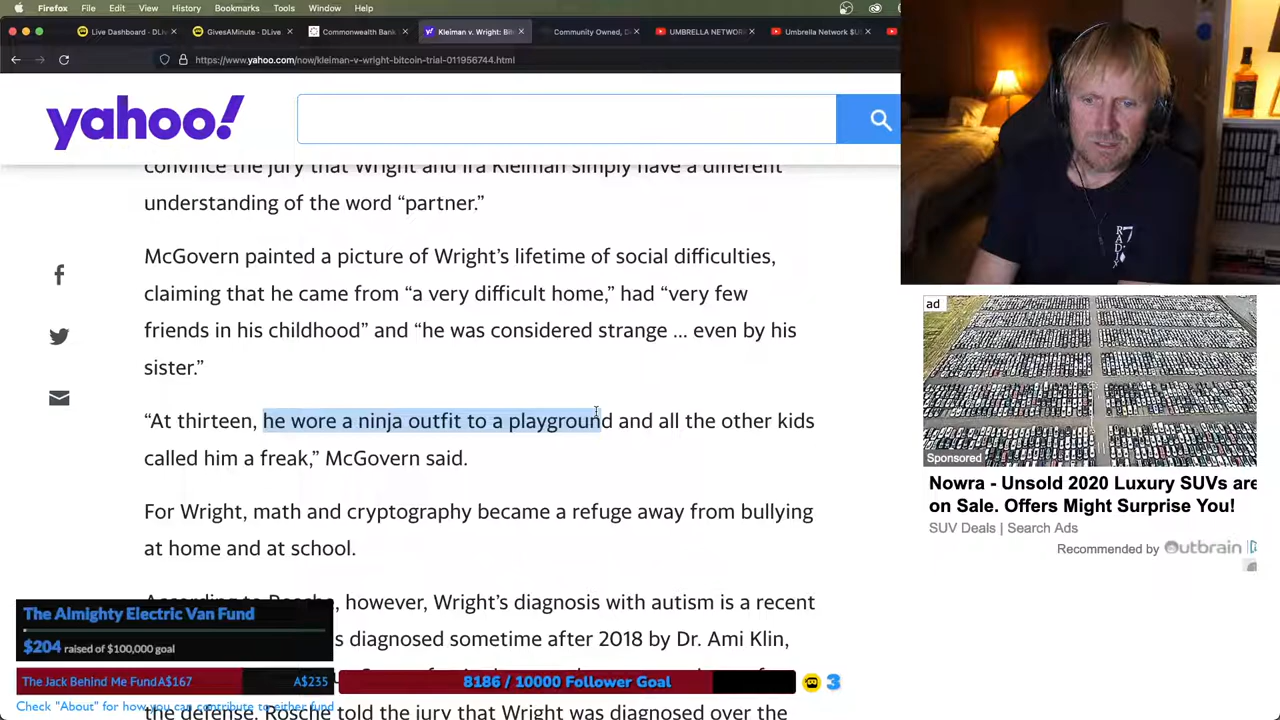 Firefox File Edit View History Bookmarks Tools Window Help
Live Dashboard - DLiv GivesAMinute - DLive Commonwealth Bank Kleiman v. Wright: Bit Community Owned, D UMBRELLA NETWOR Umbrella Network $U
https://www.yahoo.com/now/kleiman-v-wright-bitcoin-trial-011956744.html
yahoo!
convince the jury that Wright and Ira Kleiman simply have a different
understanding of the word “partner.”
McGovern painted a picture of Wright’s lifetime of social difficulties,
claiming that he came from “a very difficult home,” had “very few
friends in his childhood” and “he was considered strange ... even by his
sister.”
“At thirteen, he wore a ninja outfit to a playground and all the other kids
called him a freak,” McGovern said.
For Wright, math and cryptography became a refuge away from bullying
at home and at school.
According to Rosche, however, Wright’s diagnosis with autism is a recent
s diagnosed sometime after 2018 by Dr. Ami Klin,
the defense. Rosche told the jury that Wright was diagnosed over the
The Almighty Electric Van Fund
$204 raised of $100,000 goal
The Jack Behind Me Fund A$167 A$235
8186 / 10000 Follower Goal
3
Check "About" for how you can contribute to either fund
7
RADIX
ad
Sponsored
Nowra - Unsold 2020 Luxury SUVs are
on Sale. Offers Might Surprise You!
SUV Deals | Search Ads
Recommended by Outbrain